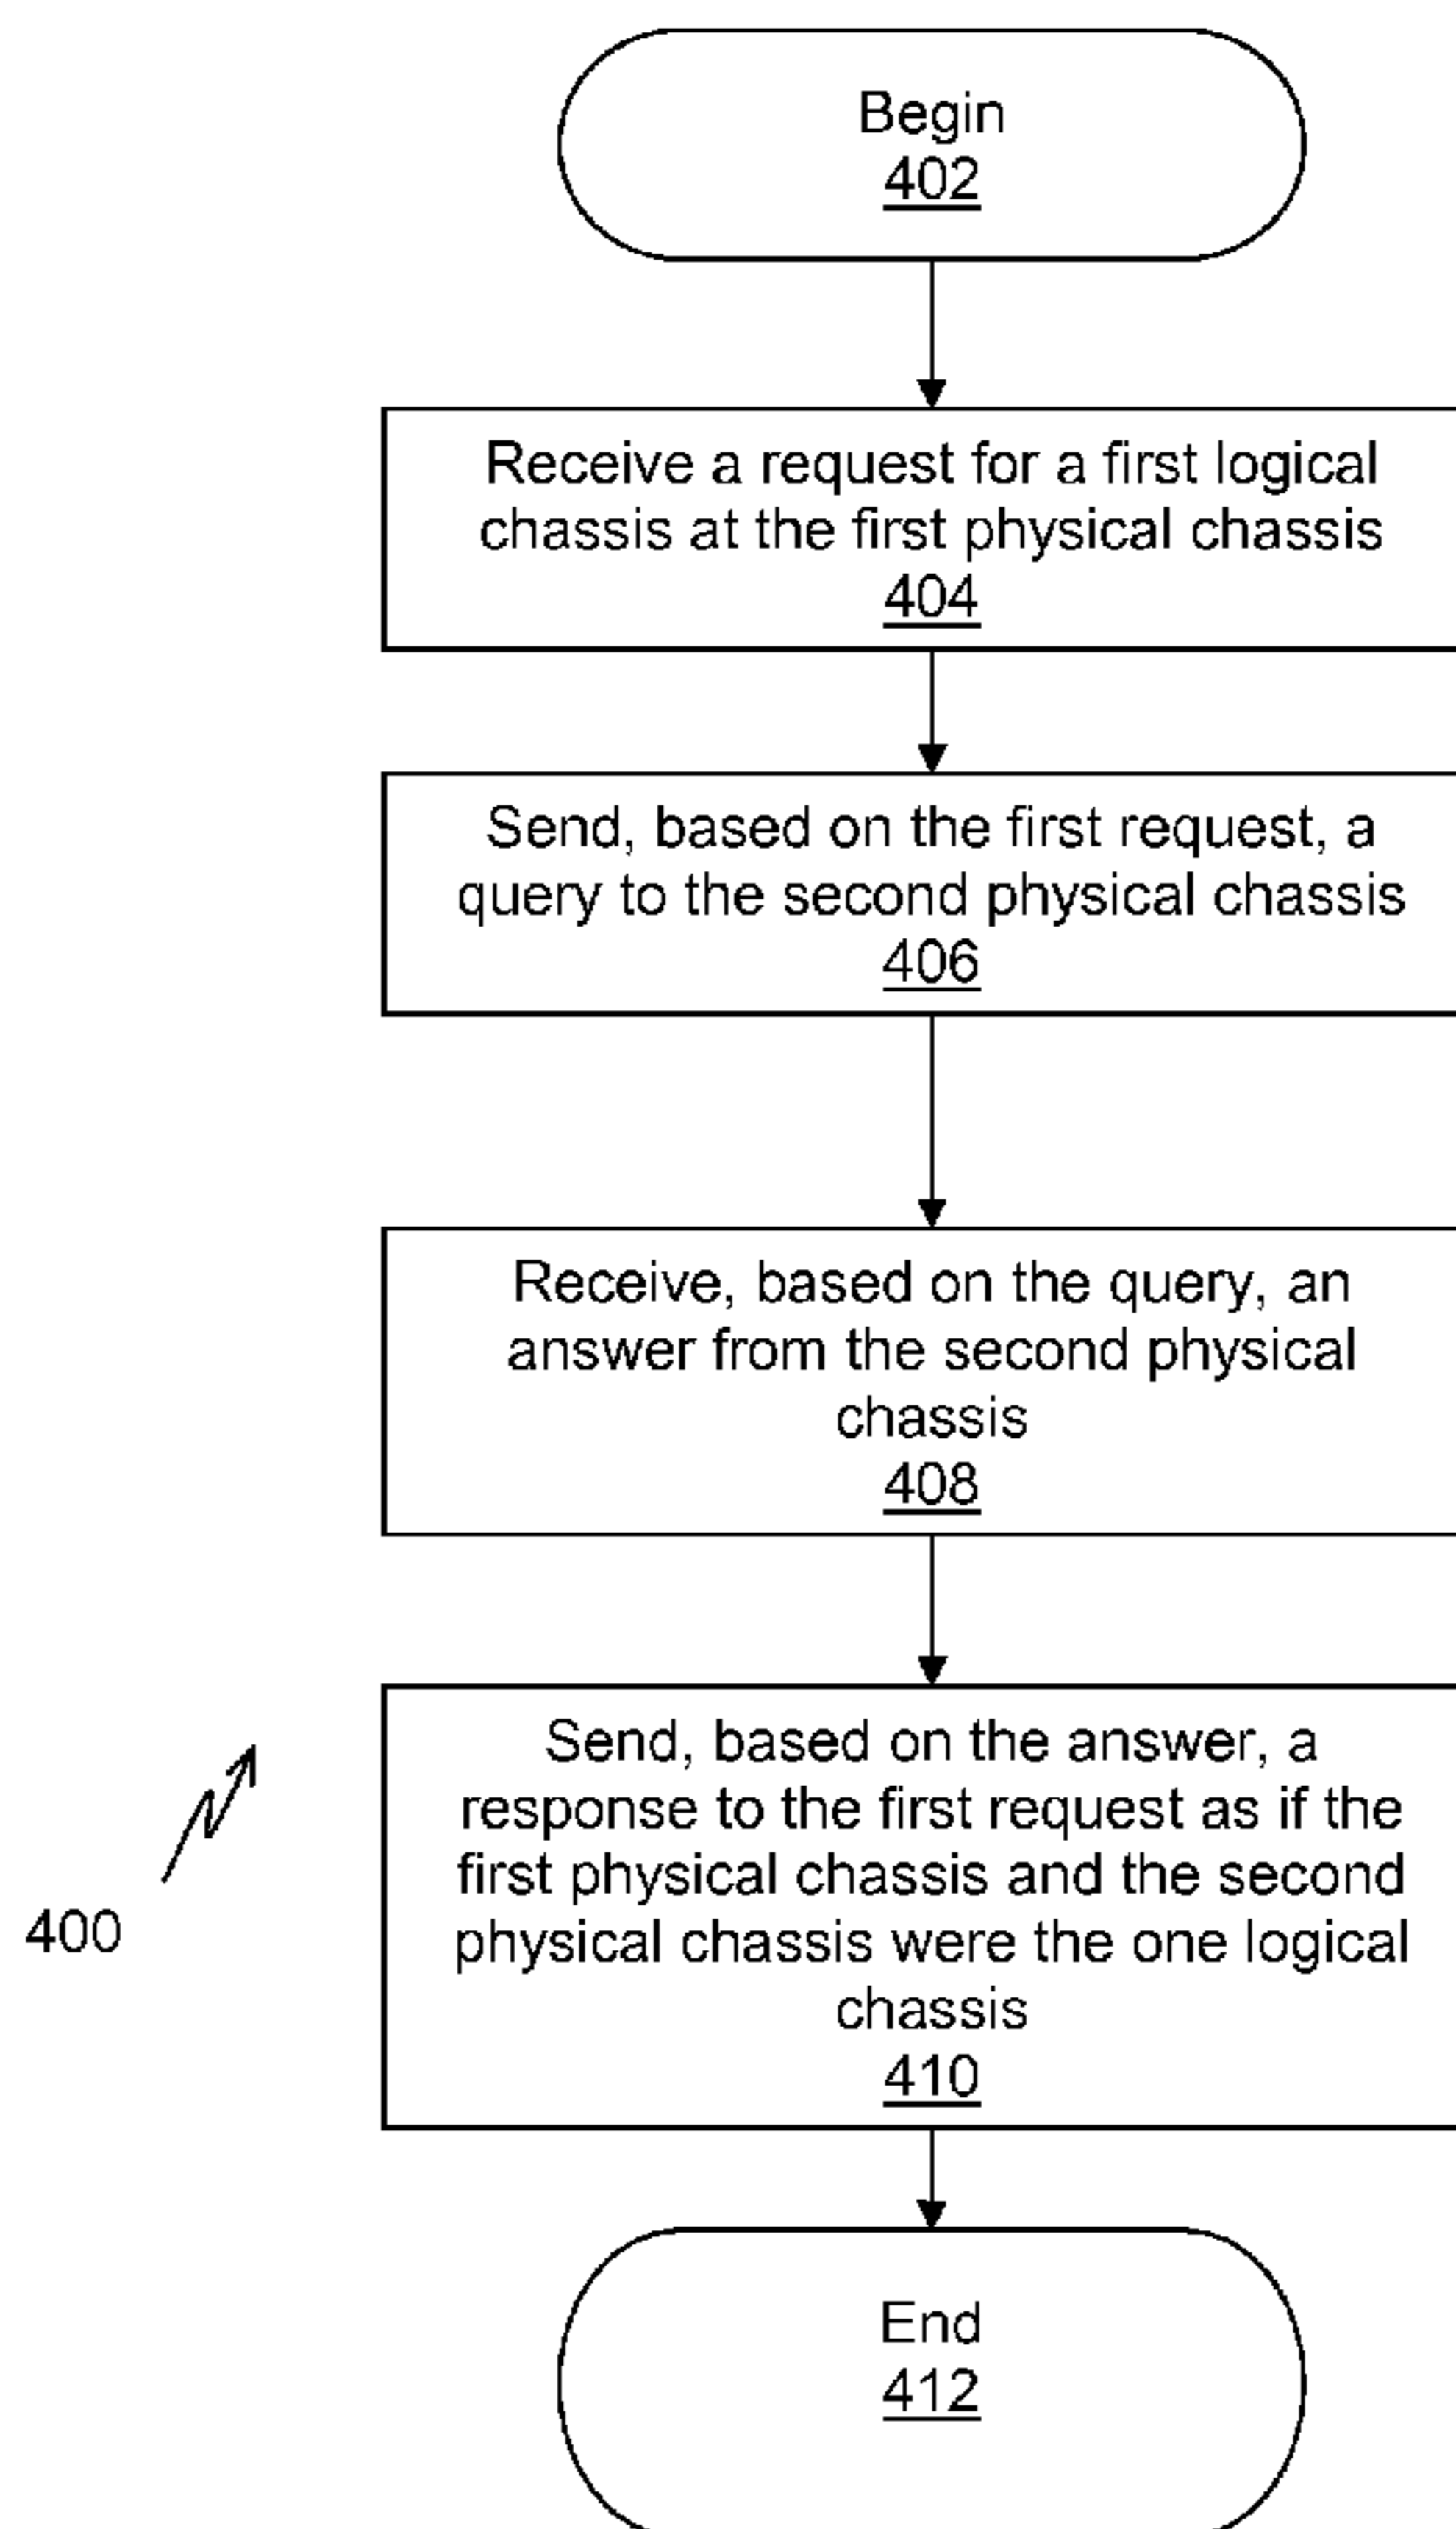 Begin
402
Receive a request for a first logical
chassis at the first physical chassis
404
Send, based on the first request, a
query to the second physical chassis
406
Receive, based on the query, an
answer from the second physical
chassis
408
Send, based on the answer, a
response to the first request as if the
first physical chassis and the second
physical chassis were the one logical
chassis
410
400
End
412